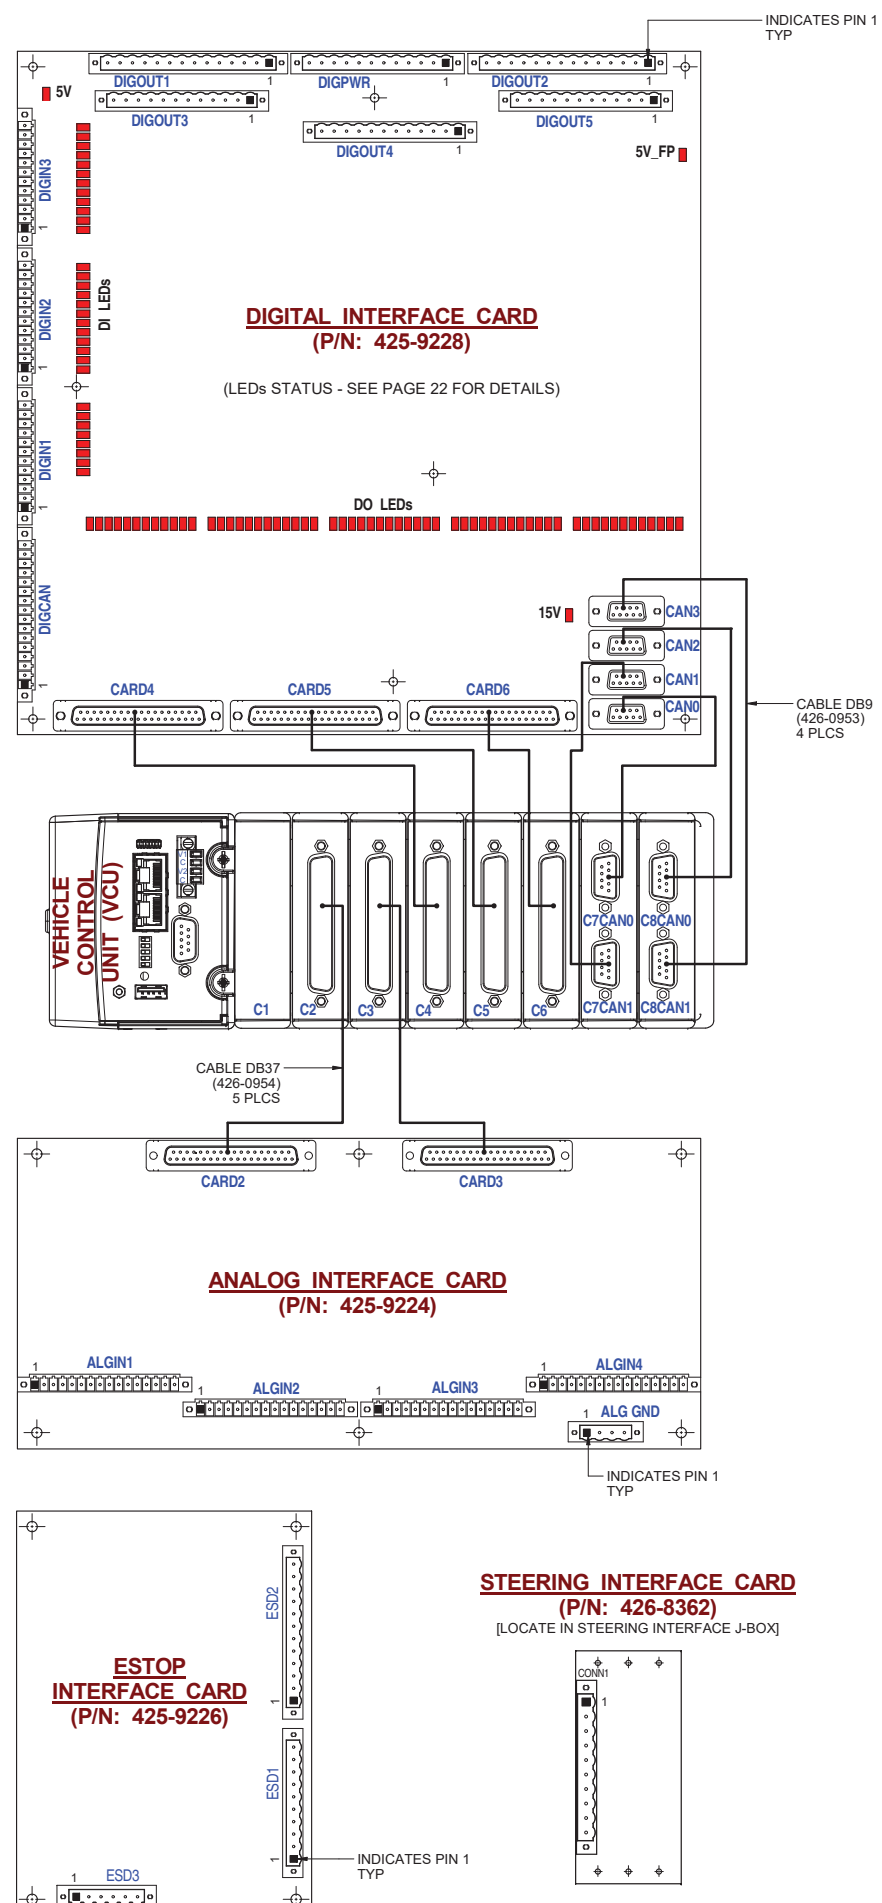 INDICATES PIN 1
TYP
DIGOUT1
1
DIGPWR
1
DIGOUT2
1
5V
DIGOUT3
1
DIGOUT4
1
DIGOUT5
1
5V_FP
DIGIN3
1
DIGIN2
1
DI LEDs
DIGITAL INTERFACE CARD
(P/N: 425-9228)
(LEDs STATUS - SEE PAGE 22 FOR DETAILS)
DIGIN1
1
DO LEDs
DIGCAN
1
15V
CAN3
CAN2
CAN1
CAN0
CARD4
CARD5
CARD6
CABLE DB9
(426-0953)
4 PLCS
VEHICLE
CONTROL
UNIT (VCU)
C1
C2
C3
C4
C5
C6
C7CAN0
C8CAN0
C7CAN1
C8CAN1
CABLE DB37
(426-0954)
5 PLCS
CARD2
CARD3
ANALOG INTERFACE CARD
(P/N: 425-9224)
1
ALGIN1
1
ALGIN2
1
ALGIN3
1
ALGIN4
1
ALG GND
INDICATES PIN 1
TYP
ESD2
1
ESTOP
INTERFACE CARD
(P/N: 425-9226)
ESD1
1
INDICATES PIN 1
TYP
1
ESD3
STEERING INTERFACE CARD
(P/N: 426-8362)
[LOCATE IN STEERING INTERFACE J-BOX]
CONN1
1